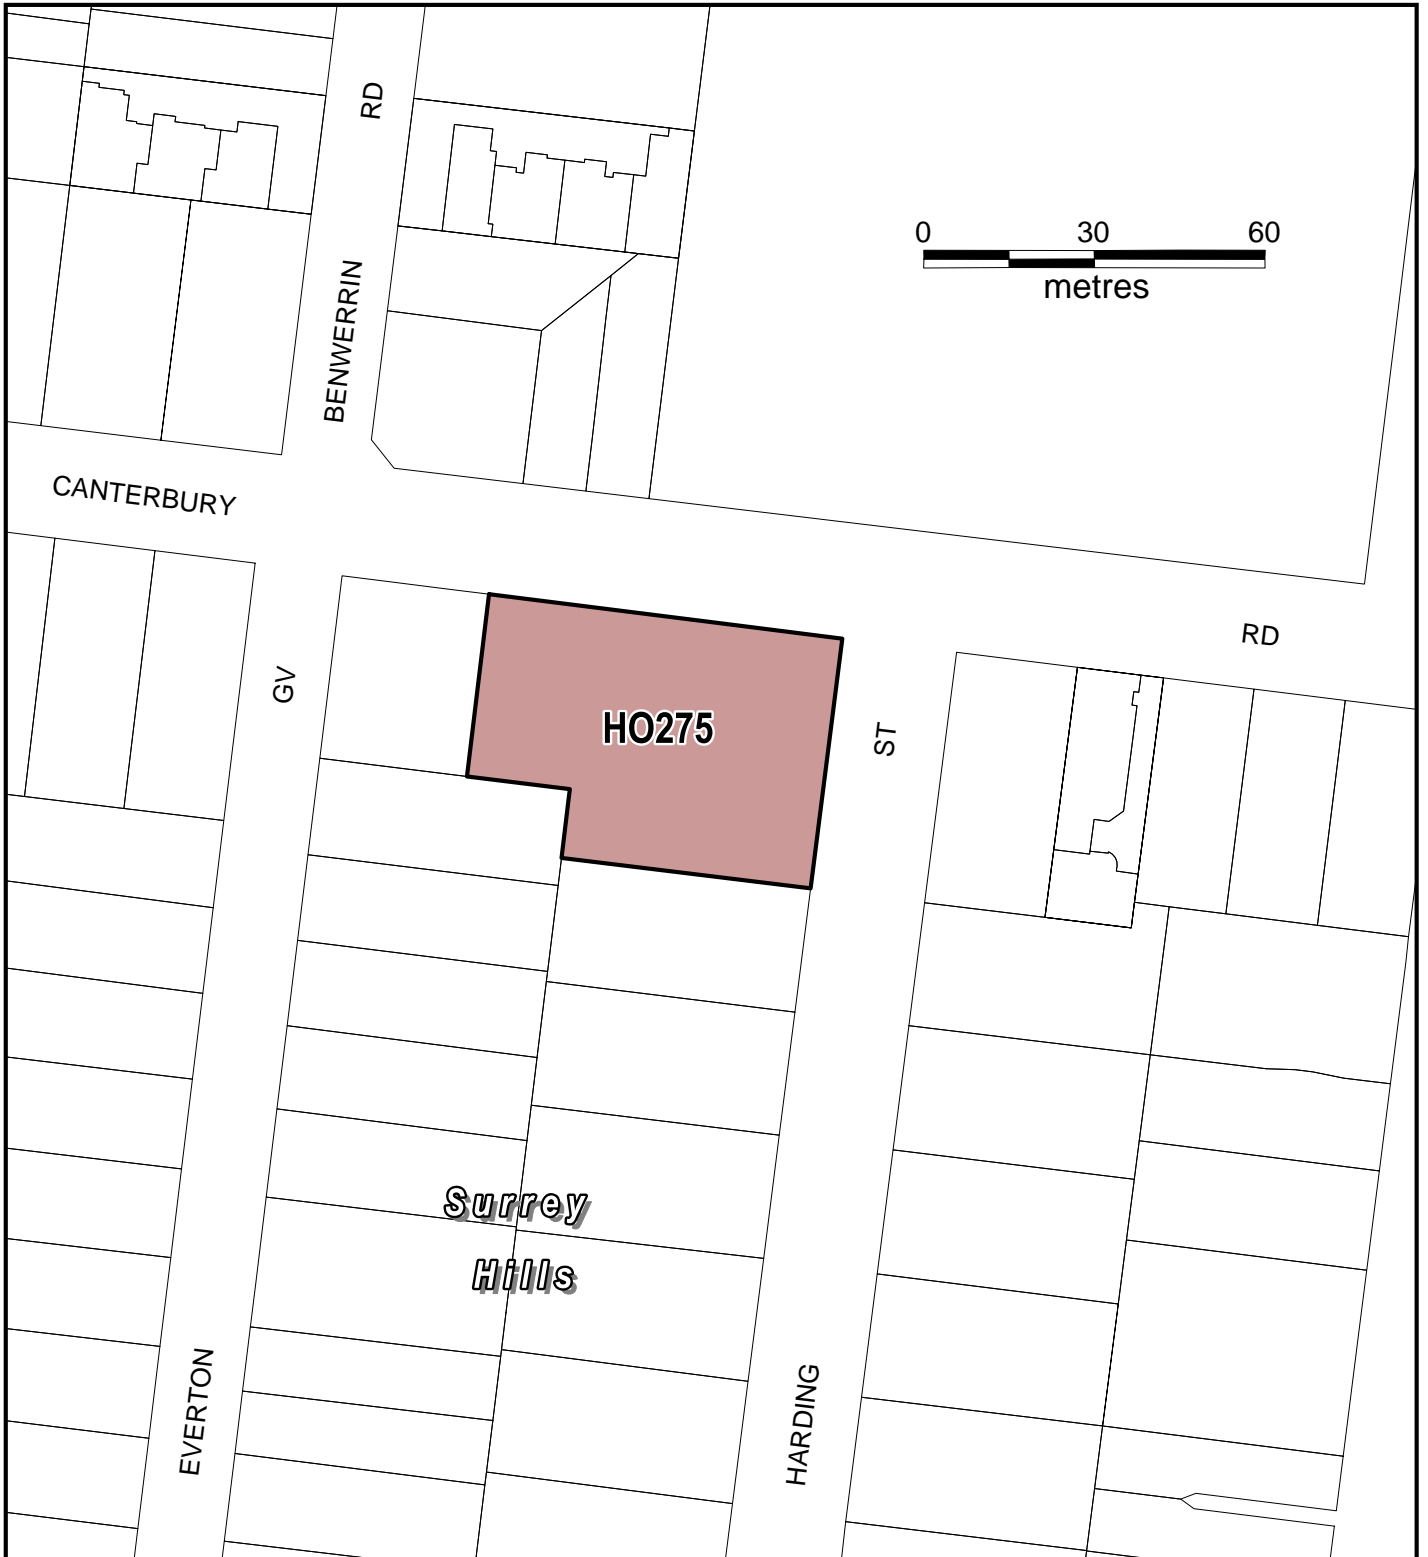 RD
BENWERRIN
0 30 60
metres
CANTERBURY
RD
GV
HO275
ST
Surrey
Hills
EVERTON
HARDING